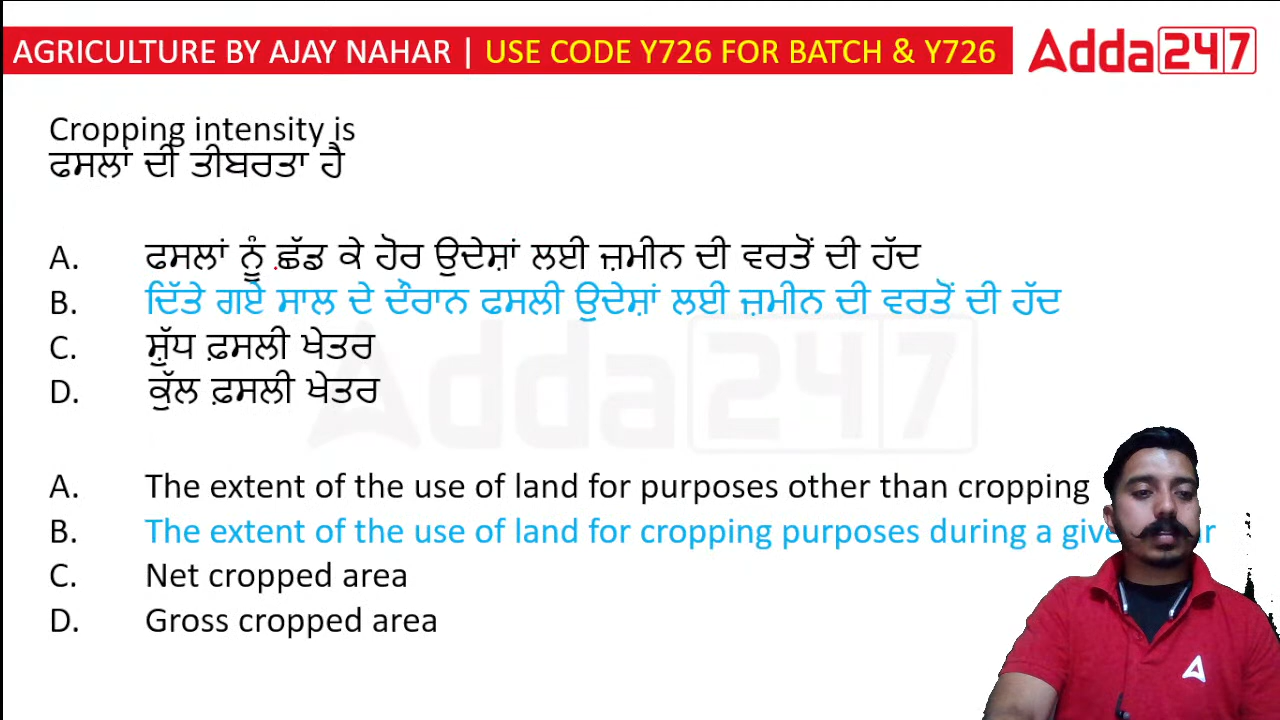 AGRICULTURE BY AJAY NAHAR | USE CODE Y726 FOR BATCH & Y726
Adda247
Cropping intensity is
ਫਸਲਾਂ ਦੀ ਤੀਬਰਤਾ ਹੈ
A. ਫਸਲਾਂ ਨੂੰ ਛੱਡ ਕੇ ਹੋਰ ਉਦੇਸ਼ਾਂ ਲਈ ਜ਼ਮੀਨ ਦੀ ਵਰਤੋਂ ਦੀ ਹੱਦ
B. ਦਿੱਤੇ ਗਏ ਸਾਲ ਦੇ ਦੌਰਾਨ ਫਸਲੀ ਉਦੇਸ਼ਾਂ ਲਈ ਜ਼ਮੀਨ ਦੀ ਵਰਤੋਂ ਦੀ ਹੱਦ
C. ਸ਼ੁੱਧ ਫ਼ਸਲੀ ਖੇਤਰ
D. ਕੁੱਲ ਫ਼ਸਲੀ ਖੇਤਰ
Adda247
A. The extent of the use of land for purposes other than cropping
B. The extent of the use of land for cropping purposes during a
C. Net cropped area
D. Gross cropped area